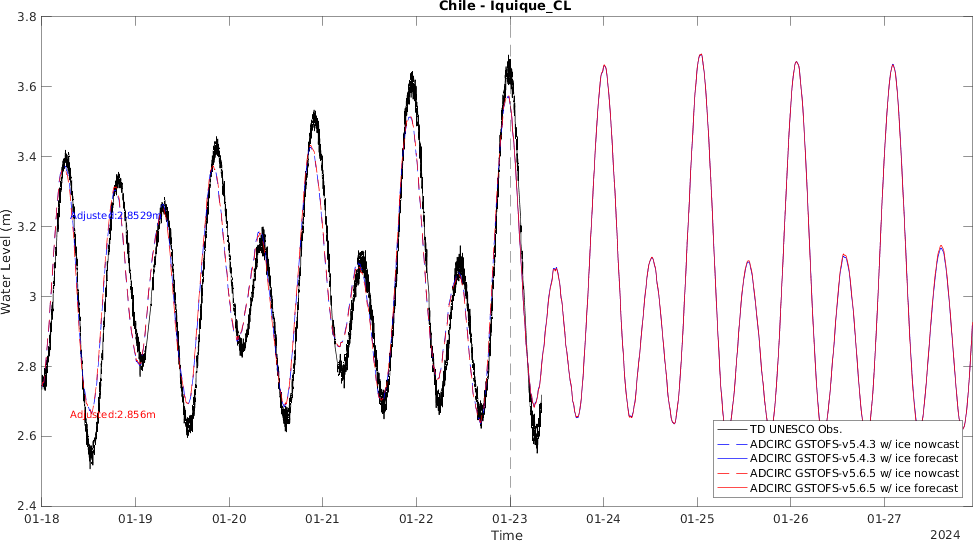 Chile - Iquique_CL
3.8
3.6
3.4
3.2
3
2.8
2.6
2.4
Water Level (m)
Adjusted:2.8529m
Adjusted:2.856m
TD UNESCO Obs.
ADCIRC GSTOFS-v5.4.3 w/ ice nowcast
ADCIRC GSTOFS-v5.4.3 w/ ice forecast
ADCIRC GSTOFS-v5.6.5 w/ ice nowcast
ADCIRC GSTOFS-v5.6.5 w/ ice forecast
01-18 01-19 01-20 01-21 01-22 01-23 01-24 01-25 01-26 01-27
Time
2024